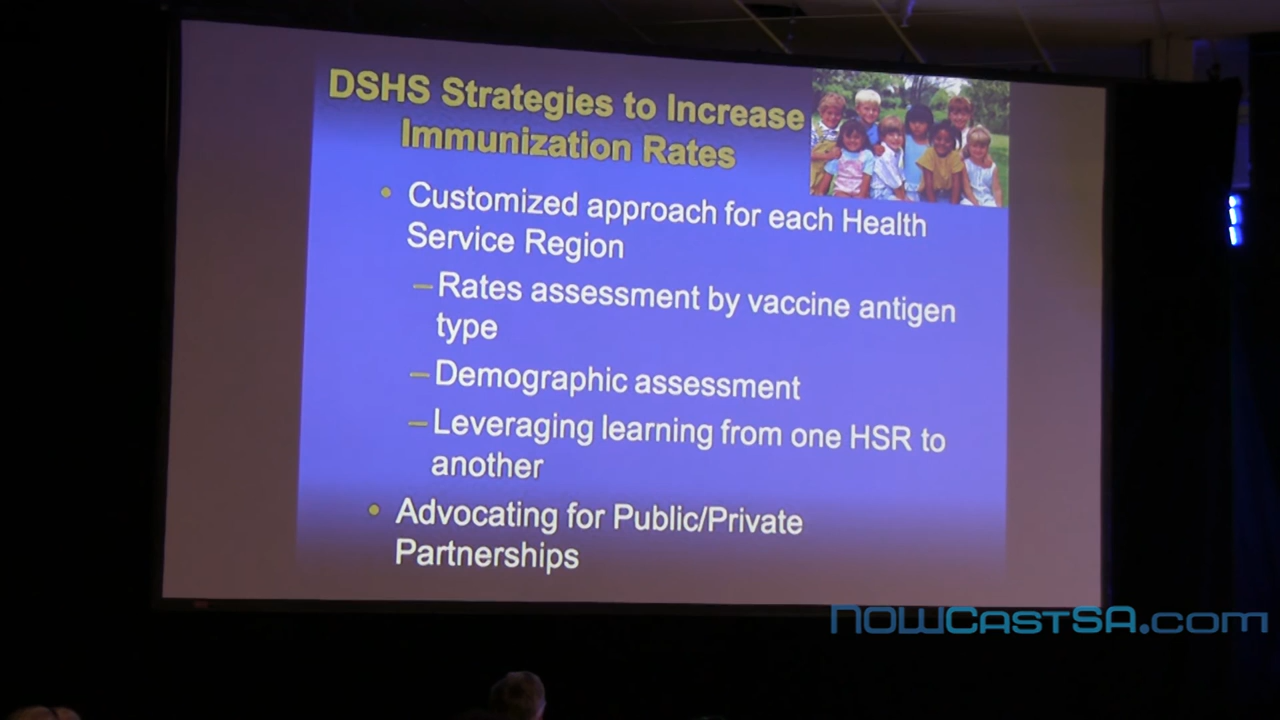 DSHS Strategies to Increase
Immunization Rates
• Customized approach for each Health
Service Region
–Rates assessment by vaccine antigen
type
–Demographic assessment
–Leveraging learning from one HSR to
another
• Advocating for Public/Private
Partnerships
NOWCastSA.com